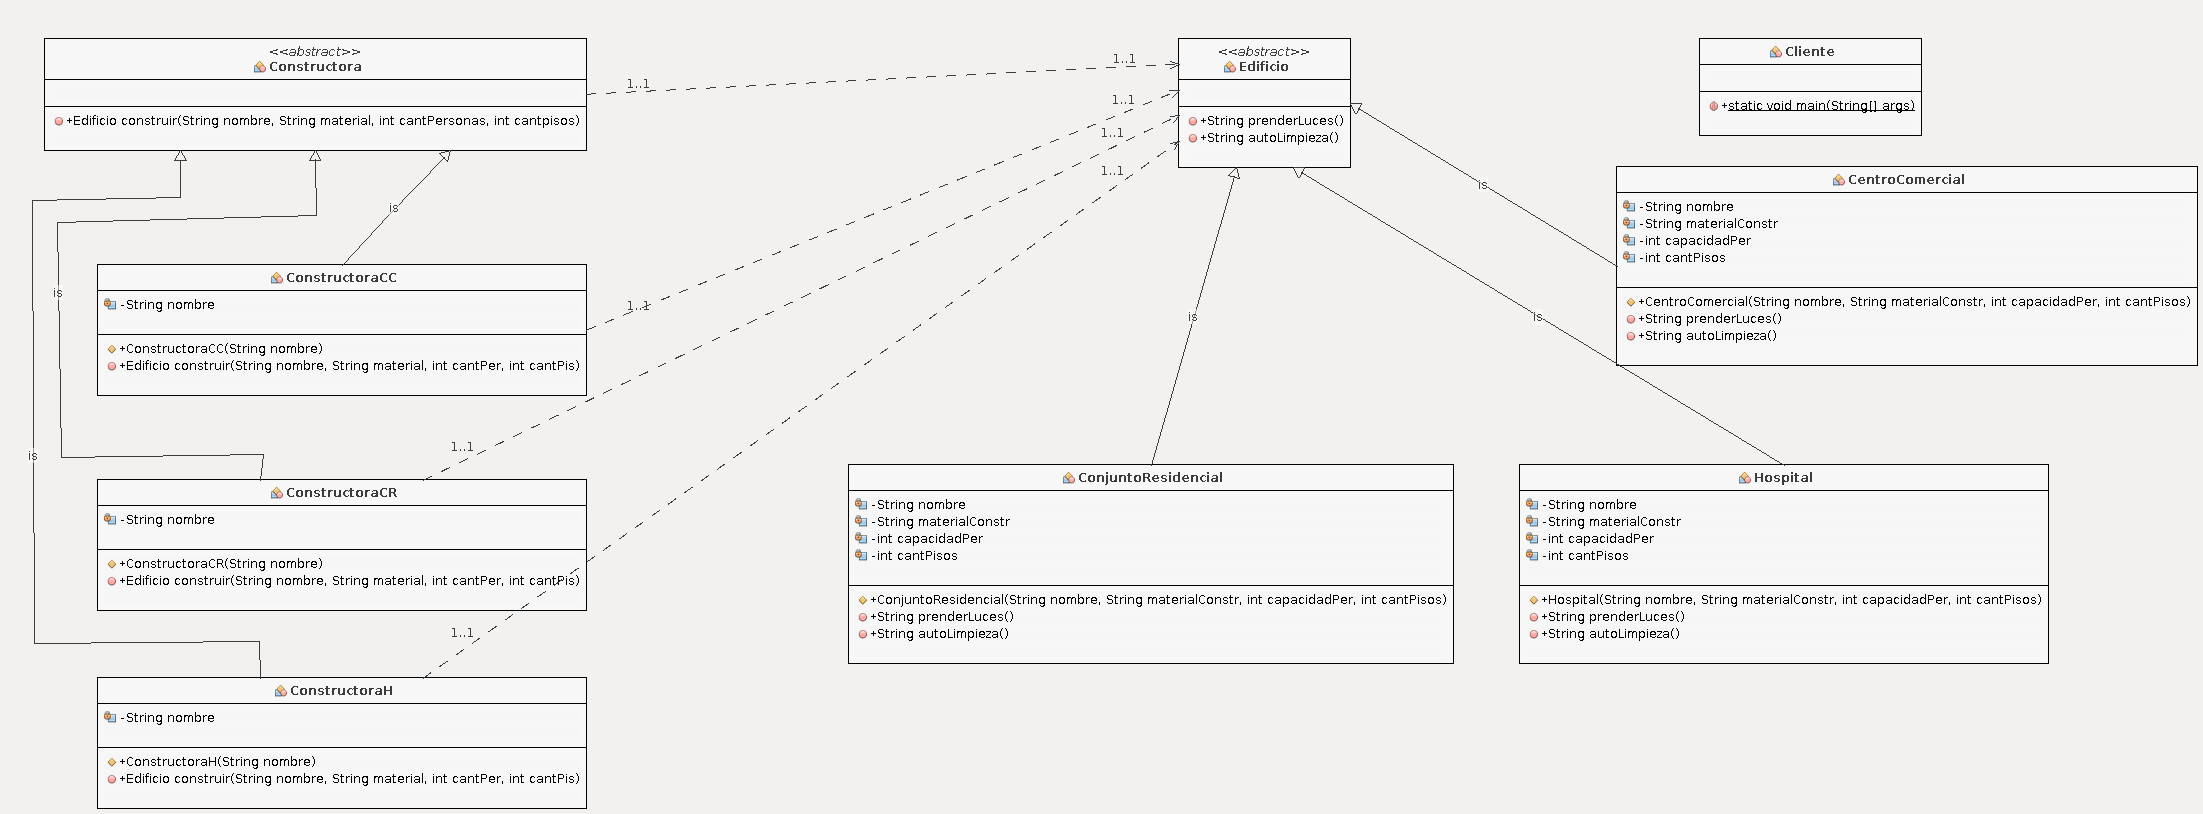 <<abstract>>
Constructora
+Edificio construir(String nombre, String material, int cantPersonas, int cantpisos)
1..1
1..1
<<abstract>>
Edificio
+String prenderLuces()
+String autoLimpieza()
1..1
1..1
1..1
Cliente
+static void main(String[] args)
is
is
is
is
is
is
CentroComercial
-String nombre
-String materialConstr
-int capacidadPer
-int cantPisos
+CentroComercial(String nombre, String materialConstr, int capacidadPer, int cantPisos)
+String prenderLuces()
+String autoLimpieza()
ConstructoraCC
-String nombre
+ConstructoraCC(String nombre)
+Edificio construir(String nombre, String material, int cantPer, int cantPis)
1..1
1..1
ConstructoraCR
-String nombre
+ConstructoraCR(String nombre)
+Edificio construir(String nombre, String material, int cantPer, int cantPis)
1..1
ConstructoraH
-String nombre
+ConstructoraH(String nombre)
+Edificio construir(String nombre, String material, int cantPer, int cantPis)
ConjuntoResidencial
-String nombre
-String materialConstr
-int capacidadPer
-int cantPisos
+ConjuntoResidencial(String nombre, String materialConstr, int capacidadPer, int cantPisos)
+String prenderLuces()
+String autoLimpieza()
Hospital
-String nombre
-String materialConstr
-int capacidadPer
-int cantPisos
+Hospital(String nombre, String materialConstr, int capacidadPer, int cantPisos)
+String prenderLuces()
+String autoLimpieza()